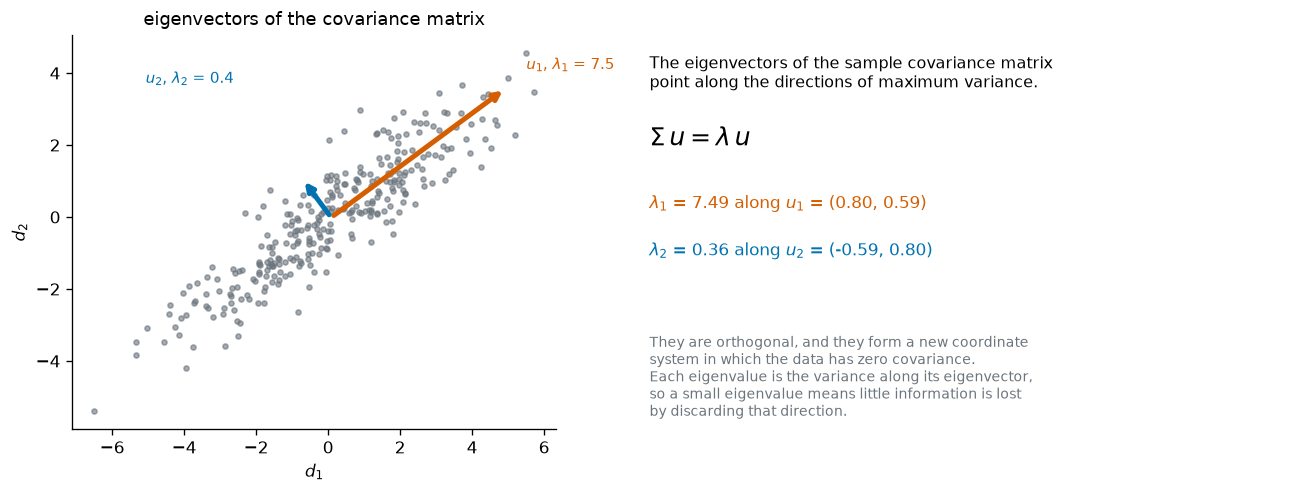 eigenvectors of the covariance matrix
u₂, λ₂ = 0.4
u₁, λ₁ = 7.5
4
2
0
−2
−4
d₂
−6 −4 −2 0 2 4 6
d₁
The eigenvectors of the sample covariance matrix
point along the directions of maximum variance.
Σ u = λ u
λ₁ = 7.49 along u₁ = (0.80, 0.59)
λ₂ = 0.36 along u₂ = (-0.59, 0.80)
They are orthogonal, and they form a new coordinate
system in which the data has zero covariance.
Each eigenvalue is the variance along its eigenvector,
so a small eigenvalue means little information is lost
by discarding that direction.